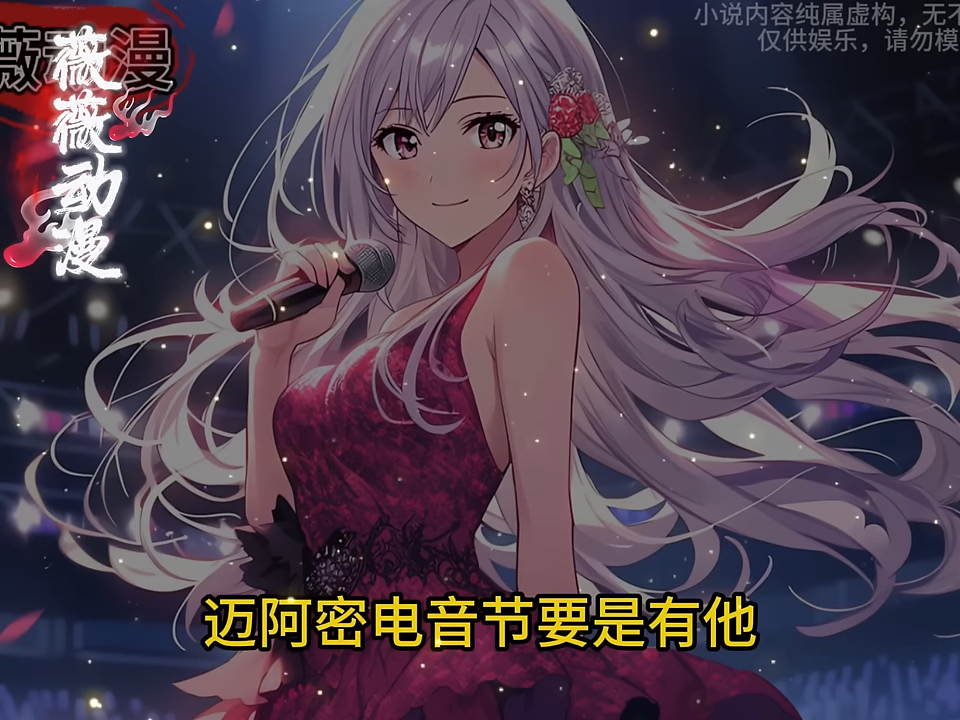 小说内容纯属虚构，无不
仅供娱乐，请勿模
薇薇动漫
薇 漫
迈阿密电音节要是有他